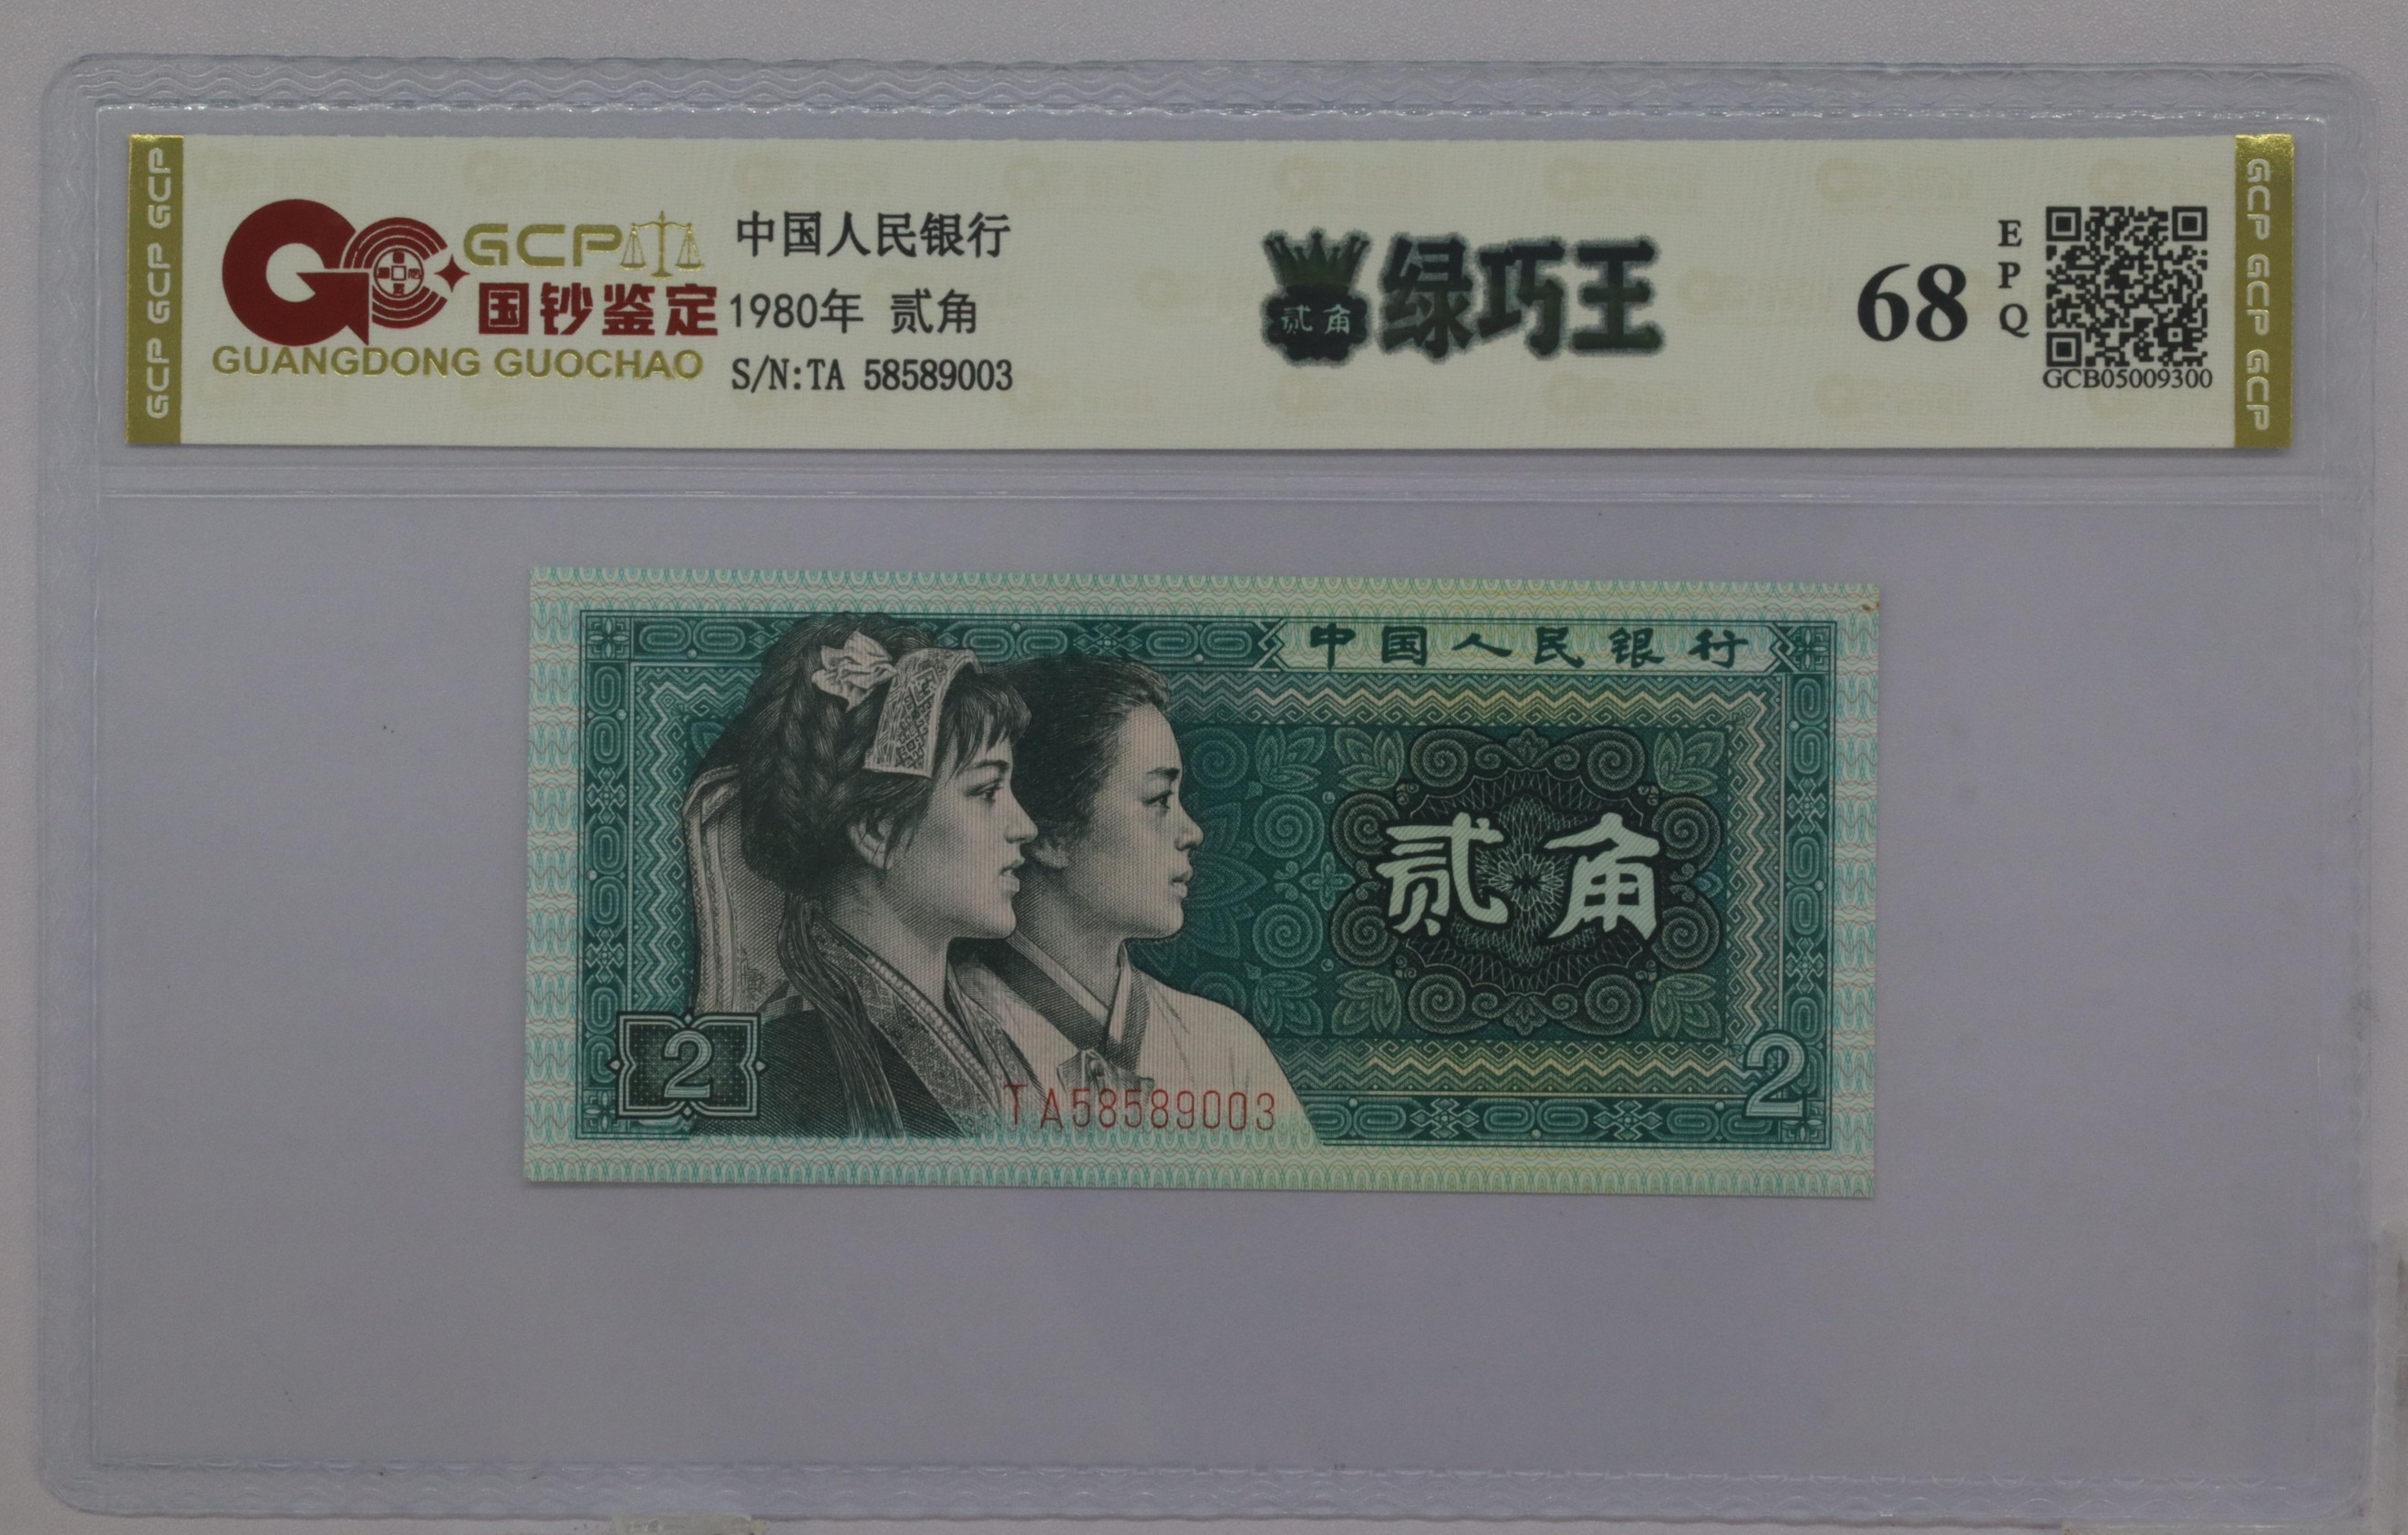 GCP GCP GCP
GCP
国钞鉴定
GUANGDONG GUOCHAO
中国人民银行
1980年 贰角
S/N:TA 58589003
贰角
绿巧王
68
EPQ
GCB05009300
GCP GCP GCP
中国人民银行
贰角
2
TA58589003
2